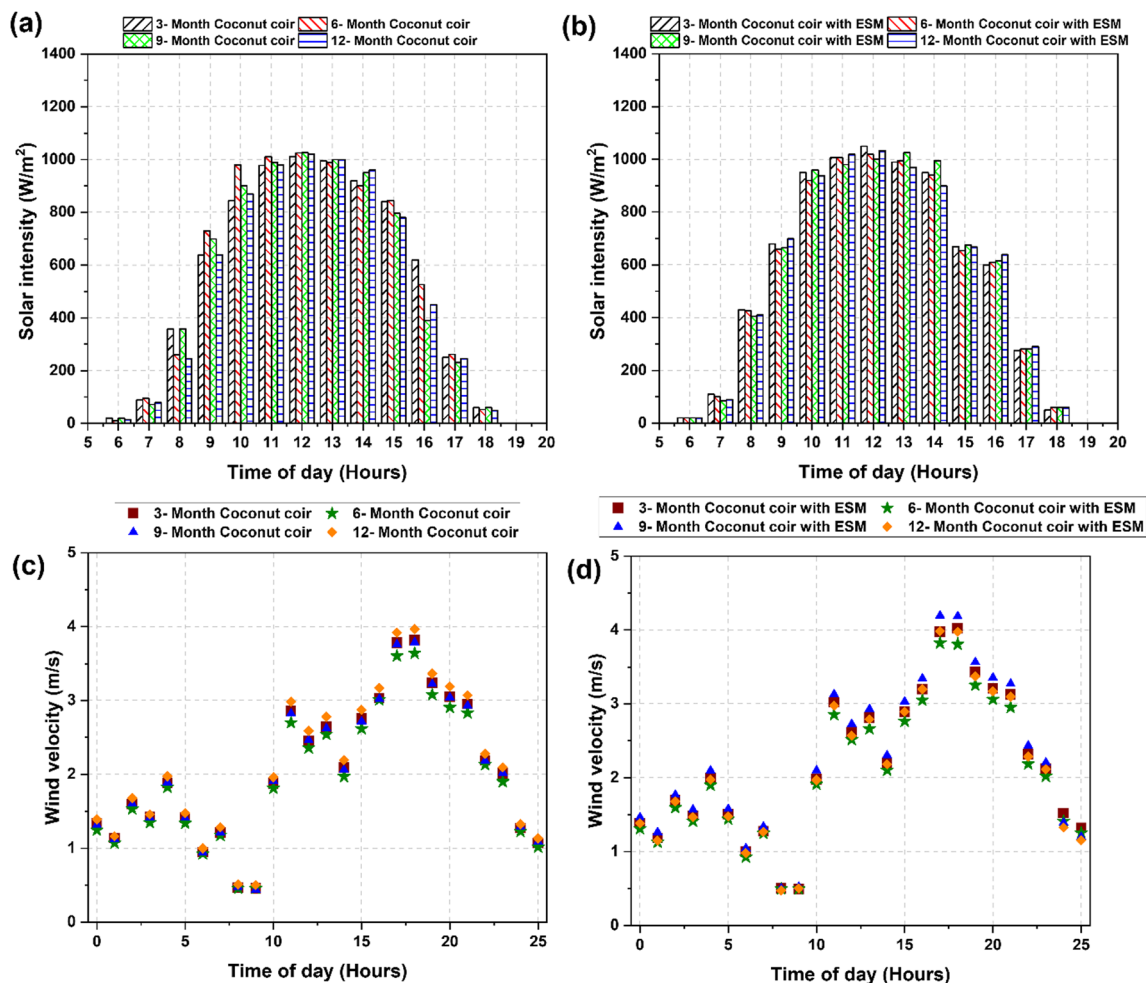 (a)
3- Month Coconut coir 6- Month Coconut coir
9- Month Coconut coir 12- Month Coconut coir
1400
1200
1000
800
600
400
200
0
Solar intensity (W/m²)
5 6 7 8 9 10 11 12 13 14 15 16 17 18 19 20
Time of day (Hours)
(b)
3- Month Coconut coir with ESM 6- Month Coconut coir with ESM
9- Month Coconut coir with ESM 12- Month Coconut coir with ESM
1400
1200
1000
800
600
400
200
0
Solar intensity (W/m²)
5 6 7 8 9 10 11 12 13 14 15 16 17 18 19 20
Time of day (Hours)
3- Month Coconut coir 6- Month Coconut coir
9- Month Coconut coir 12- Month Coconut coir
(c)
5
4
3
2
1
0
Wind velocity (m/s)
0 5 10 15 20 25
Time of day (Hours)
3- Month Coconut coir with ESM 6- Month Coconut coir with ESM
9- Month Coconut coir with ESM 12- Month Coconut coir with ESM
(d)
5
4
3
2
1
0
Wind velocity (m/s)
0 5 10 15 20 25
Time of day (Hours)